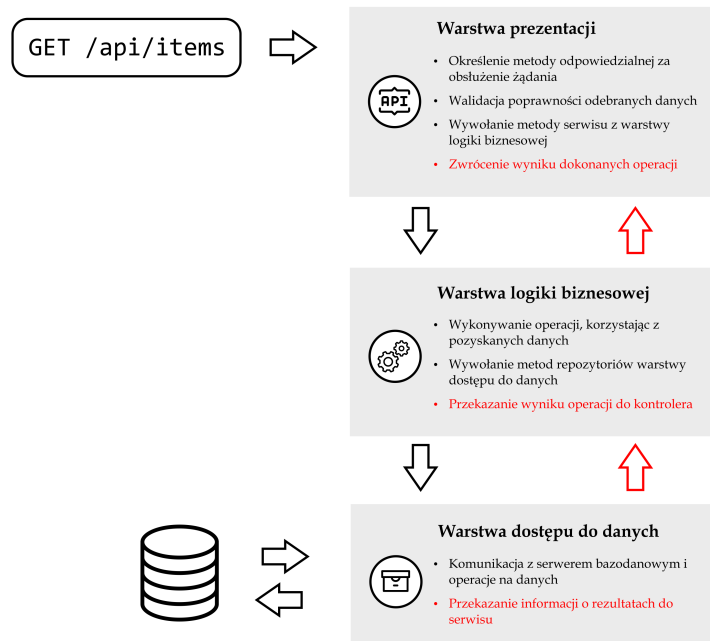 GET /api/items
Warstwa prezentacji
• Określenie metody odpowiedzialnej za
obsłużenie żądania
• Walidacja poprawności odebranych danych
• Wywołanie metody serwisu z warstwy
logiki biznesowej
• Zwrócenie wyniku dokonanych operacji
API
Warstwa logiki biznesowej
• Wykonywanie operacji, korzystając z
pozyskanych danych
• Wywołanie metod repozytoriów warstwy
dostępu do danych
• Przekazanie wyniku operacji do kontrolera
Warstwa dostępu do danych
• Komunikacja z serwerem bazodanowym i
operacje na danych
• Przekazanie informacji o rezultatach do
serwisu